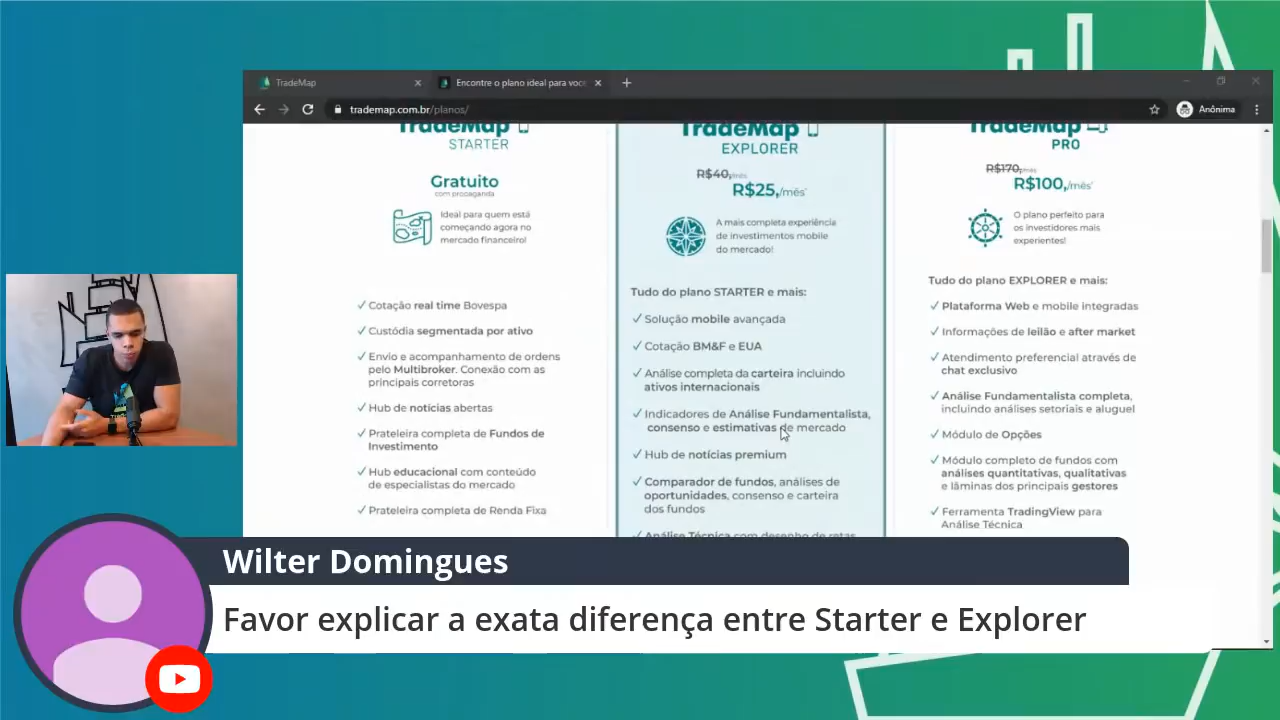 TradeMap
Encontre o plano ideal para você
trademap.com.br/planos/
Anônima
TradeMap
STARTER
Gratuito
com propaganda
Ideal para quem está
começando agora no
mercado financeiro!
✓ Cotação real time Bovespa
✓ Custódia segmentada por ativo
✓ Envio e acompanhamento de ordens
pelo Multibroker. Conexão com as
principais corretoras
✓ Hub de notícias abertas
✓ Prateleira completa de Fundos de
Investimento
✓ Hub educacional com conteúdo
de especialistas do mercado
✓ Prateleira completa de Renda Fixa
TradeMap
EXPLORER
R$40,/mês
R$25,/mês*
A mais completa experiência
de investimentos mobile
do mercado!
Tudo do plano STARTER e mais:
✓ Solução mobile avançada
✓ Cotação BM&F e EUA
✓ Análise completa da carteira incluindo
ativos internacionais
✓ Indicadores de Análise Fundamentalista,
consenso e estimativas de mercado
✓ Hub de notícias premium
✓ Comparador de fundos, análises de
oportunidades, consenso e carteira
dos fundos
✓ Análise Técnica com desenho de retas
TradeMap
PRO
R$170,/mês
R$100,/mês*
O plano perfeito para
os investidores mais
experientes!
Tudo do plano EXPLORER e mais:
✓ Plataforma Web e mobile integradas
✓ Informações de leilão e after market
✓ Atendimento preferencial através de
chat exclusivo
✓ Análise Fundamentalista completa,
incluindo análises setoriais e aluguel
✓ Módulo de Opções
✓ Módulo completo de fundos com
análises quantitativas, qualitativas
e lâminas dos principais gestores
✓ Ferramenta TradingView para
Análise Técnica
Wilter Domingues
Favor explicar a exata diferença entre Starter e Explorer